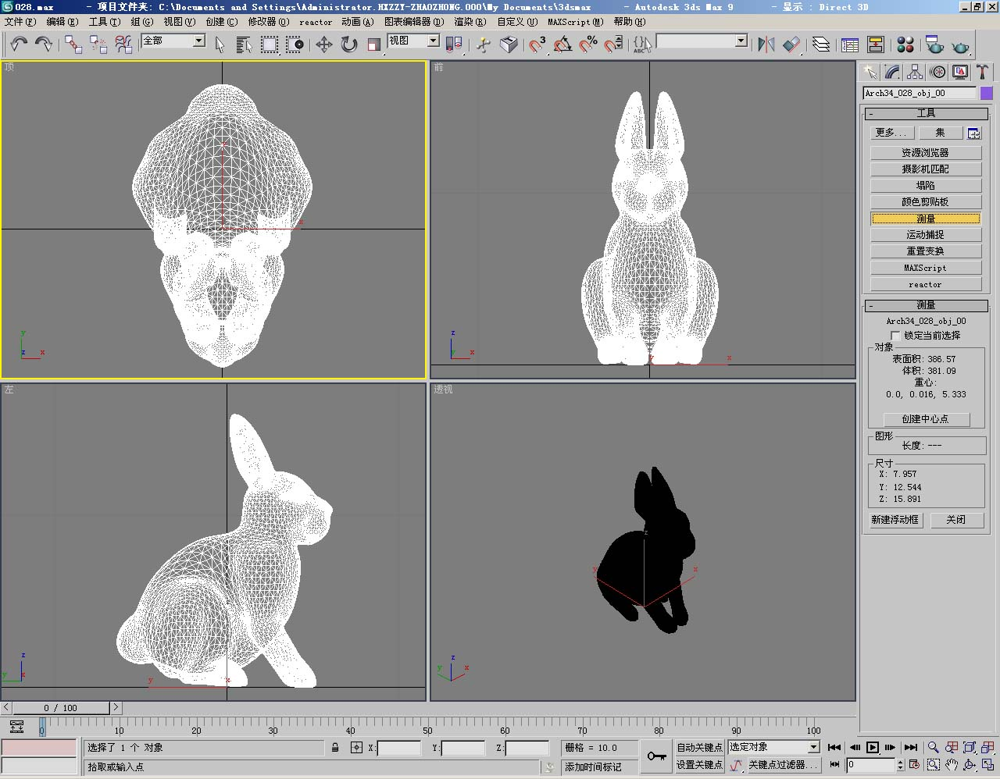 028.max - 项目文件夹: C:\Documents and Settings\Administrator.HXZZY-ZHAOZHONG.000\My Documents\3dsmax - Autodesk 3ds Max 9 - 显示 : Direct 3D
文件(F) 编辑(E) 工具(T) 组(G) 视图(V) 创建(C) 修改器(O) reactor 动画(A) 图表编辑器(D) 渲染(R) 自定义(U) MAXScript(M) 帮助(H)
全部 视图 3 % ABC
顶
前
左
透视
x
y
z
Arch34_028_obj_00
- 工具
更多... 集
资源浏览器
摄影机匹配
塌陷
颜色剪贴板
测量
运动捕捉
重置变换
MAXScript
reactor
- 测量
Arch34_028_obj_00
锁定当前选择
对象
表面积: 386.57
体积: 381.09
重心:
0.0, 0.016, 5.333
创建中心点
图形
长度: ---
尺寸
X: 7.957
Y: 12.544
Z: 15.891
新建浮动框 关闭
< 0 / 100 >
0 10 20 30 40 50 60 70 80 90 100
选择了 1 个 对象 X: Y: Z: 栅格 = 10.0 自动关键点 选定对象
拾取或输入点 添加时间标记 设置关键点 关键点过滤器... 0